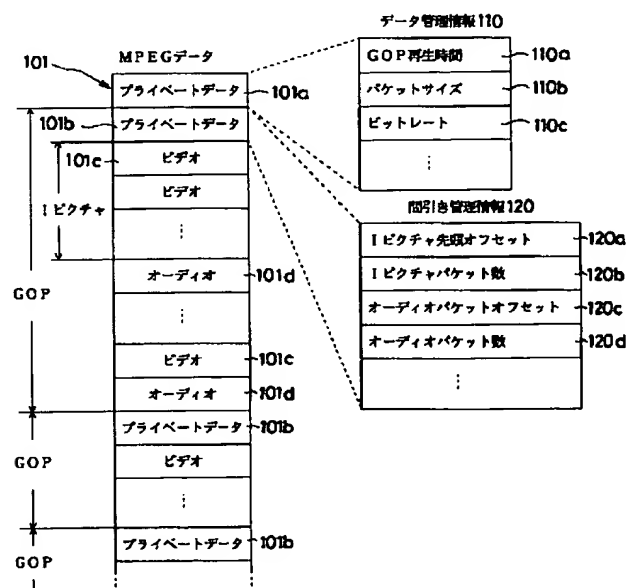 データ管理情報110
MPEGデータ
101
プライベートデータ
101a
GOP再生時間
110a
パケットサイズ
110b
ビットレート
110c
⋮
101b
プライベートデータ
101c
ビデオ
ビデオ
Iピクチャ
⋮
間引き管理情報120
Iピクチャ先頭オフセット
120a
Iピクチャパケット数
120b
オーディオパケットオフセット
120c
オーディオパケット数
120d
⋮
オーディオ
101d
GOP
⋮
ビデオ
101c
オーディオ
101d
プライベートデータ
101b
GOP
ビデオ
⋮
プライベートデータ
101b
GOP